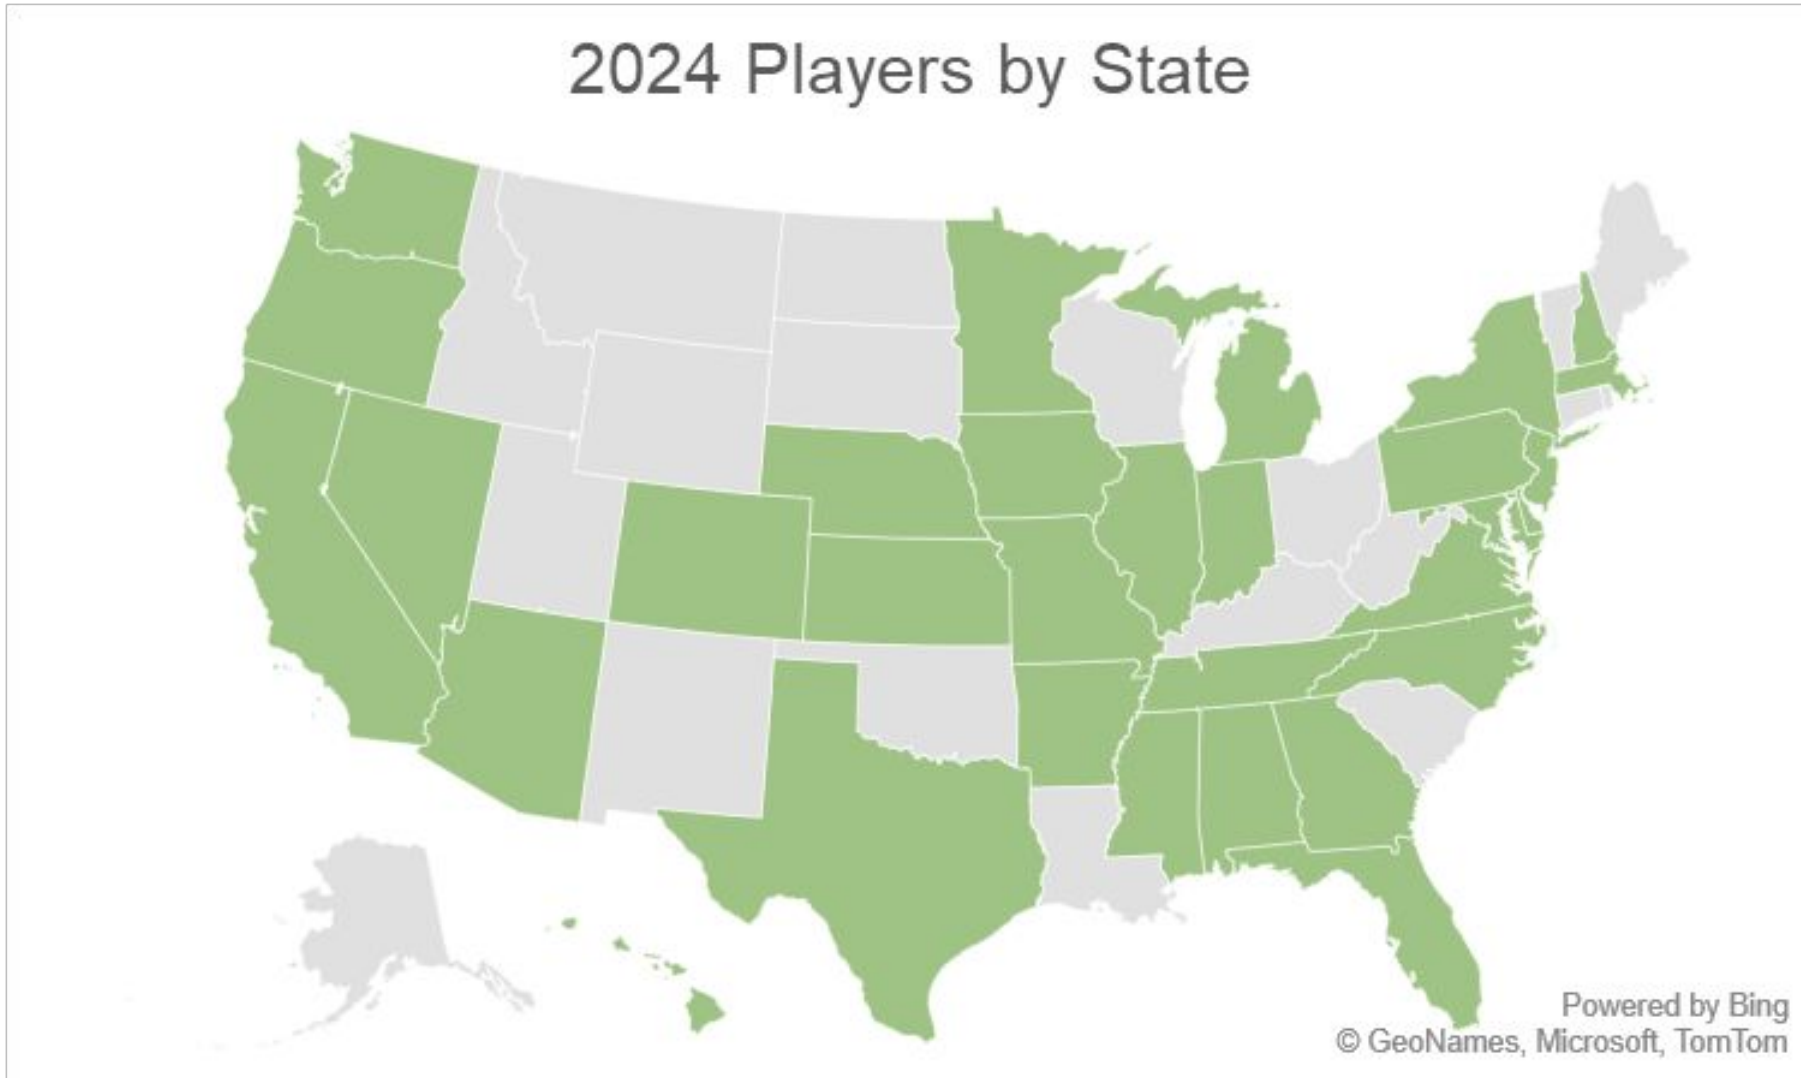 2024 Players by State
Powered by Bing
© GeoNames, Microsoft, TomTom